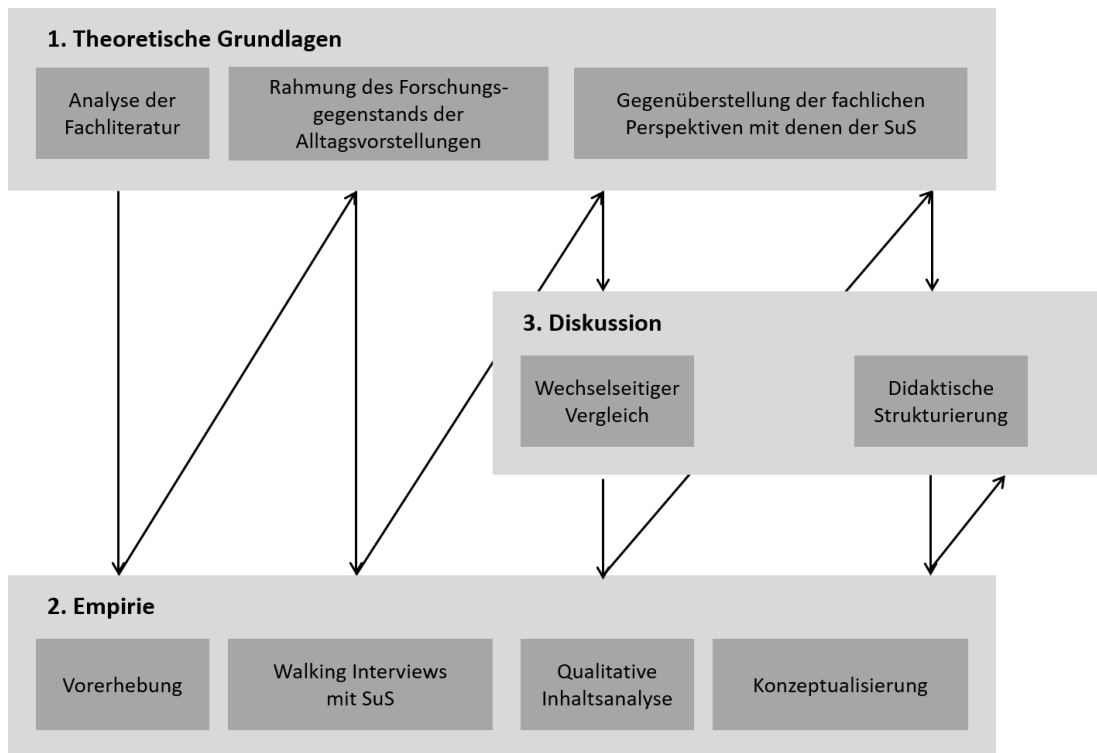 1. Theoretische Grundlagen
Analyse der
Fachliteratur
Rahmung des Forschungs-
gegenstands der
Alltagsvorstellungen
Gegenüberstellung der fachlichen
Perspektiven mit denen der SuS
3. Diskussion
Wechselseitiger
Vergleich
Didaktische
Strukturierung
2. Empirie
Vorerhebung
Walking Interviews
mit SuS
Qualitative
Inhaltsanalyse
Konzeptualisierung